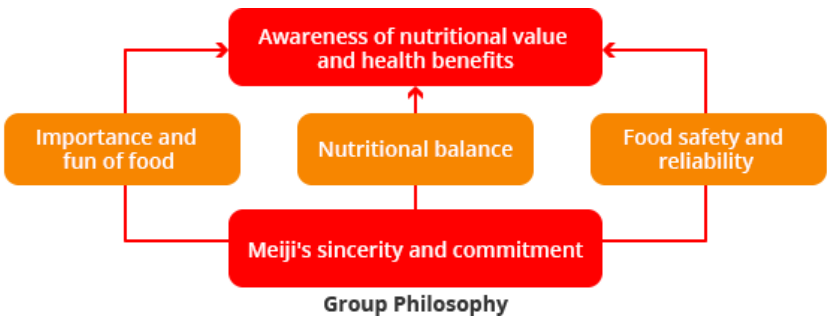 Awareness of nutritional value
and health benefits
Importance and
fun of food
Nutritional balance
Food safety and
reliability
Meiji's sincerity and commitment
Group Philosophy